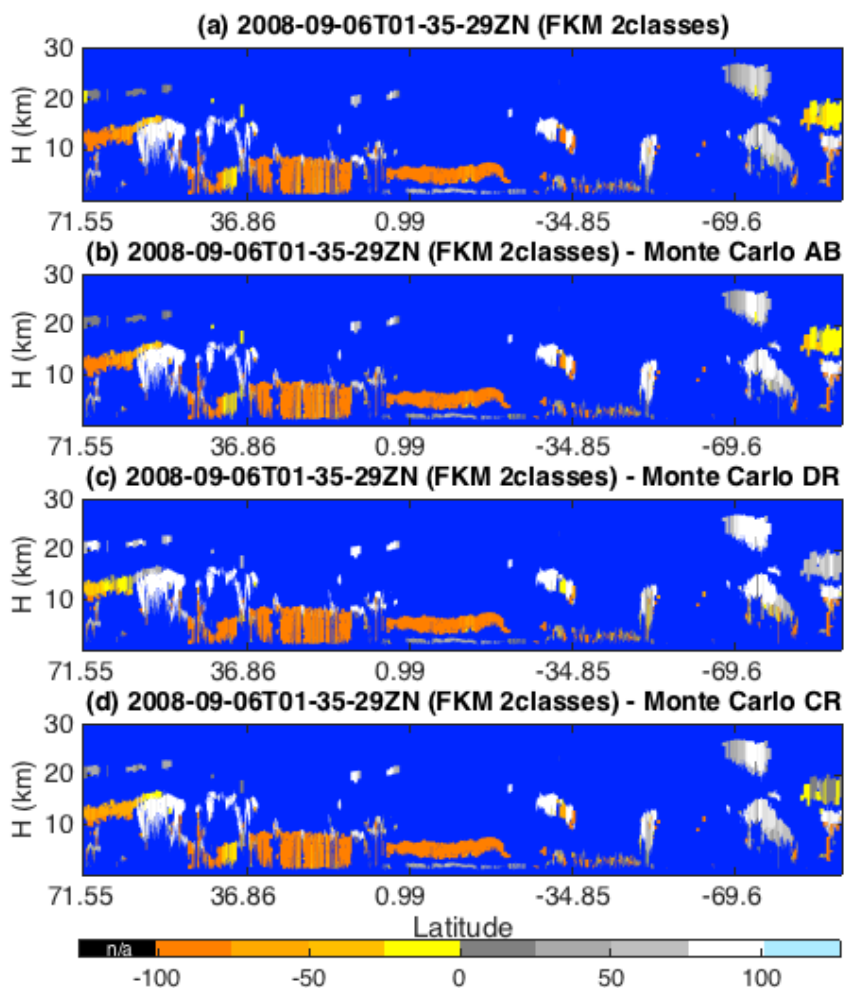 (a) 2008-09-06T01-35-29ZN (FKM 2classes)
30
20
10
H (km)
71.55 36.86 0.99 -34.85 -69.6
(b) 2008-09-06T01-35-29ZN (FKM 2classes) - Monte Carlo AB
30
20
10
H (km)
71.55 36.86 0.99 -34.85 -69.6
(c) 2008-09-06T01-35-29ZN (FKM 2classes) - Monte Carlo DR
30
20
10
H (km)
71.55 36.86 0.99 -34.85 -69.6
(d) 2008-09-06T01-35-29ZN (FKM 2classes) - Monte Carlo CR
30
20
10
H (km)
71.55 36.86 0.99 -34.85 -69.6
Latitude
n/a
-100 -50 0 50 100